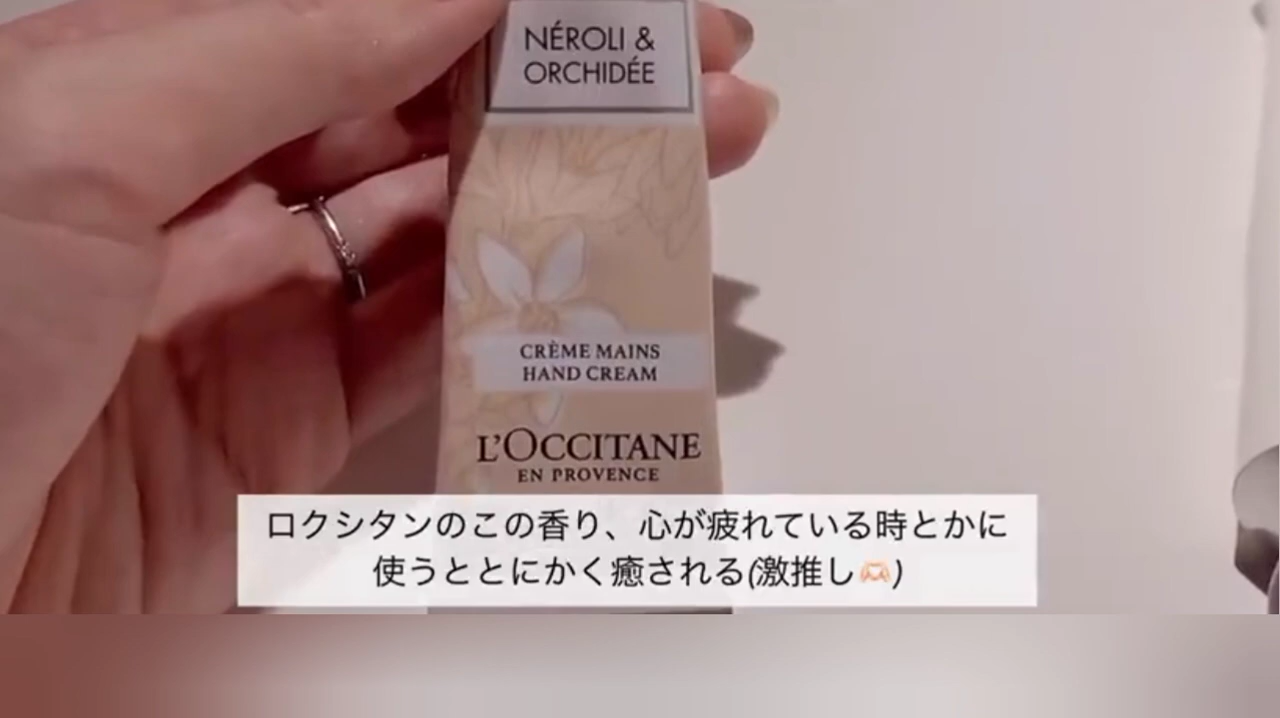 NÉROLI &
ORCHIDÉE
CRÈME MAINS
HAND CREAM
L'OCCITANE
EN PROVENCE
ロクシタンのこの香り、心が疲れている時とかに
使うととにかく癒される(激推し🫶🏻)